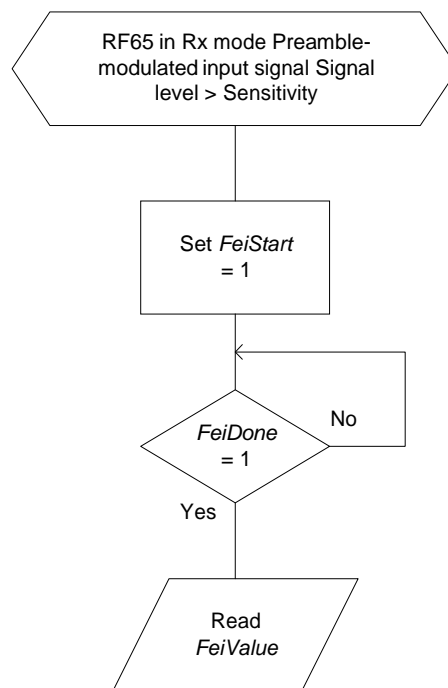 RF65 in Rx mode Preamble-
modulated input signal Signal
level > Sensitivity
Set FeiStart
= 1
No
FeiDone
= 1
Yes
Read
FeiValue